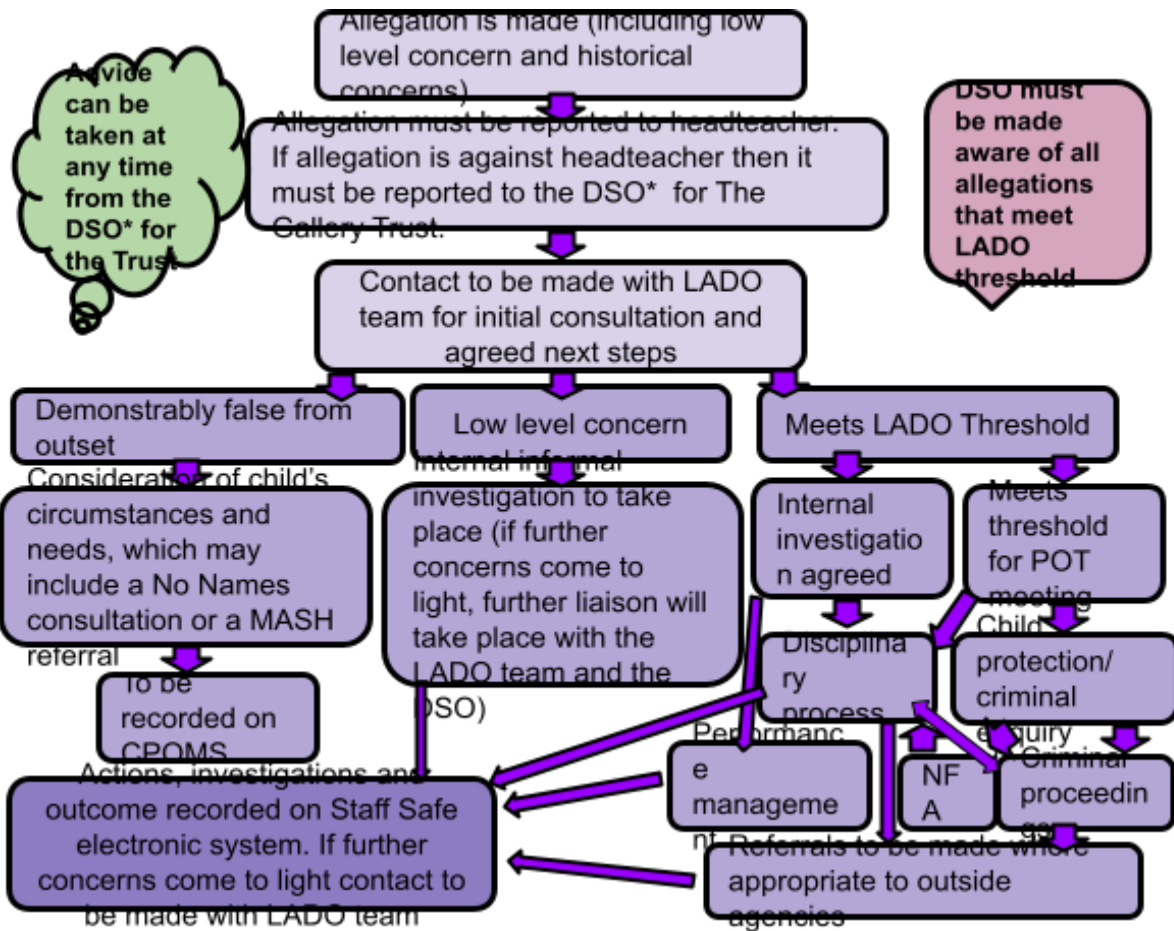 Allegation is made (including low
level concern and historical
concerns)
Advice
can be
taken at
any time
from the
DSO* for
the Trust
DSO must
be made
aware of all
allegations
that meet
LADO
threshold
Allegation must be reported to headteacher.
If allegation is against headteacher then it
must be reported to the DSO* for The
Gallery Trust.
Contact to be made with LADO
team for initial consultation and
agreed next steps
Demonstrably false from
outset
Low level concern
Meets LADO Threshold
Consideration of child's
circumstances and
needs, which may
include a No Names
consultation or a MASH
referral
Internal informal
investigation to take
place (if further
concerns come to
light, further liaison will
take place with the
LADO team and the
DSO)
Internal
investigatio
n agreed
Meets
threshold
for POT
meeting
To be
recorded on
CPOMS
Disciplina
ry
process
Child
protection/
criminal
enquiry
Performanc
e
manageme
nt
NF
A
Criminal
proceedin
gs
Actions, investigations and
outcome recorded on Staff Safe
electronic system. If further
concerns come to light contact to
be made with LADO team
Referrals to be made where
appropriate to outside
agencies